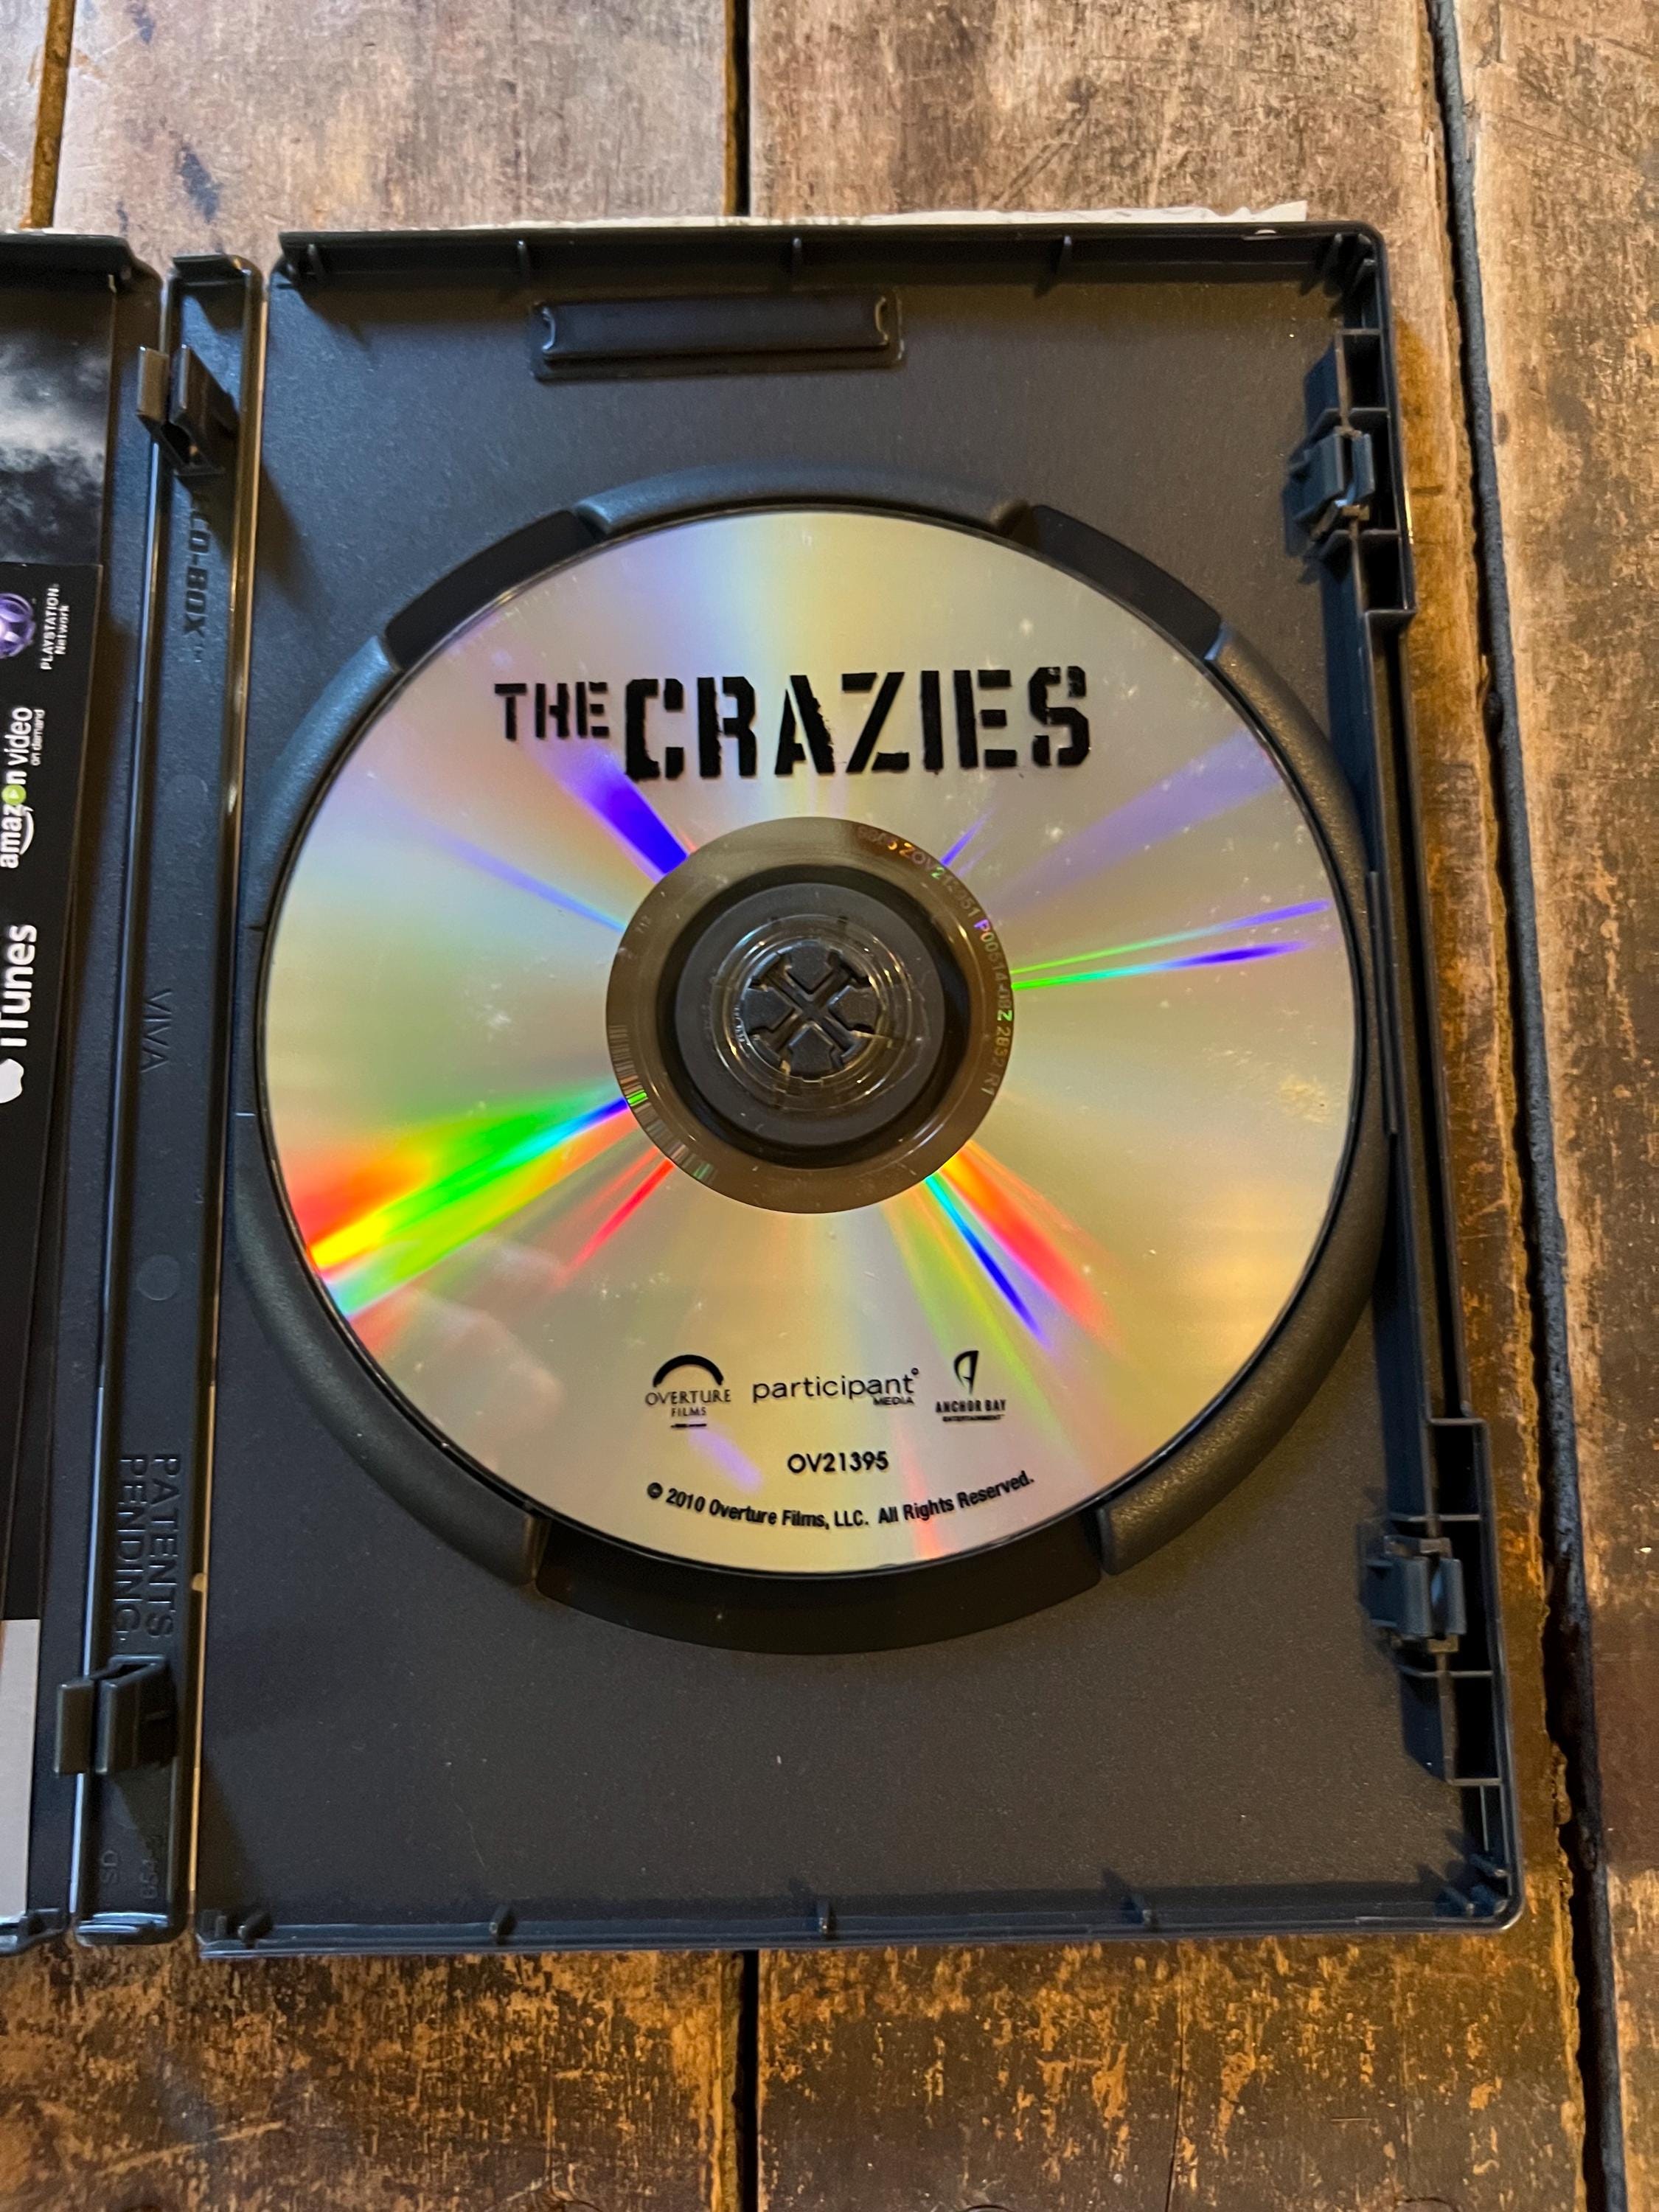 THE CRAZIES
OVERTURE
FILMS
participant
MEDIA
ANCHOR BAY
ENTERTAINMENT
OV21395
© 2010 Overture Films, LLC. All Rights Reserved.
PLAYSTATION
Network
amazon video
on demand
iTunes
VIVA
PATENTS
PENDING